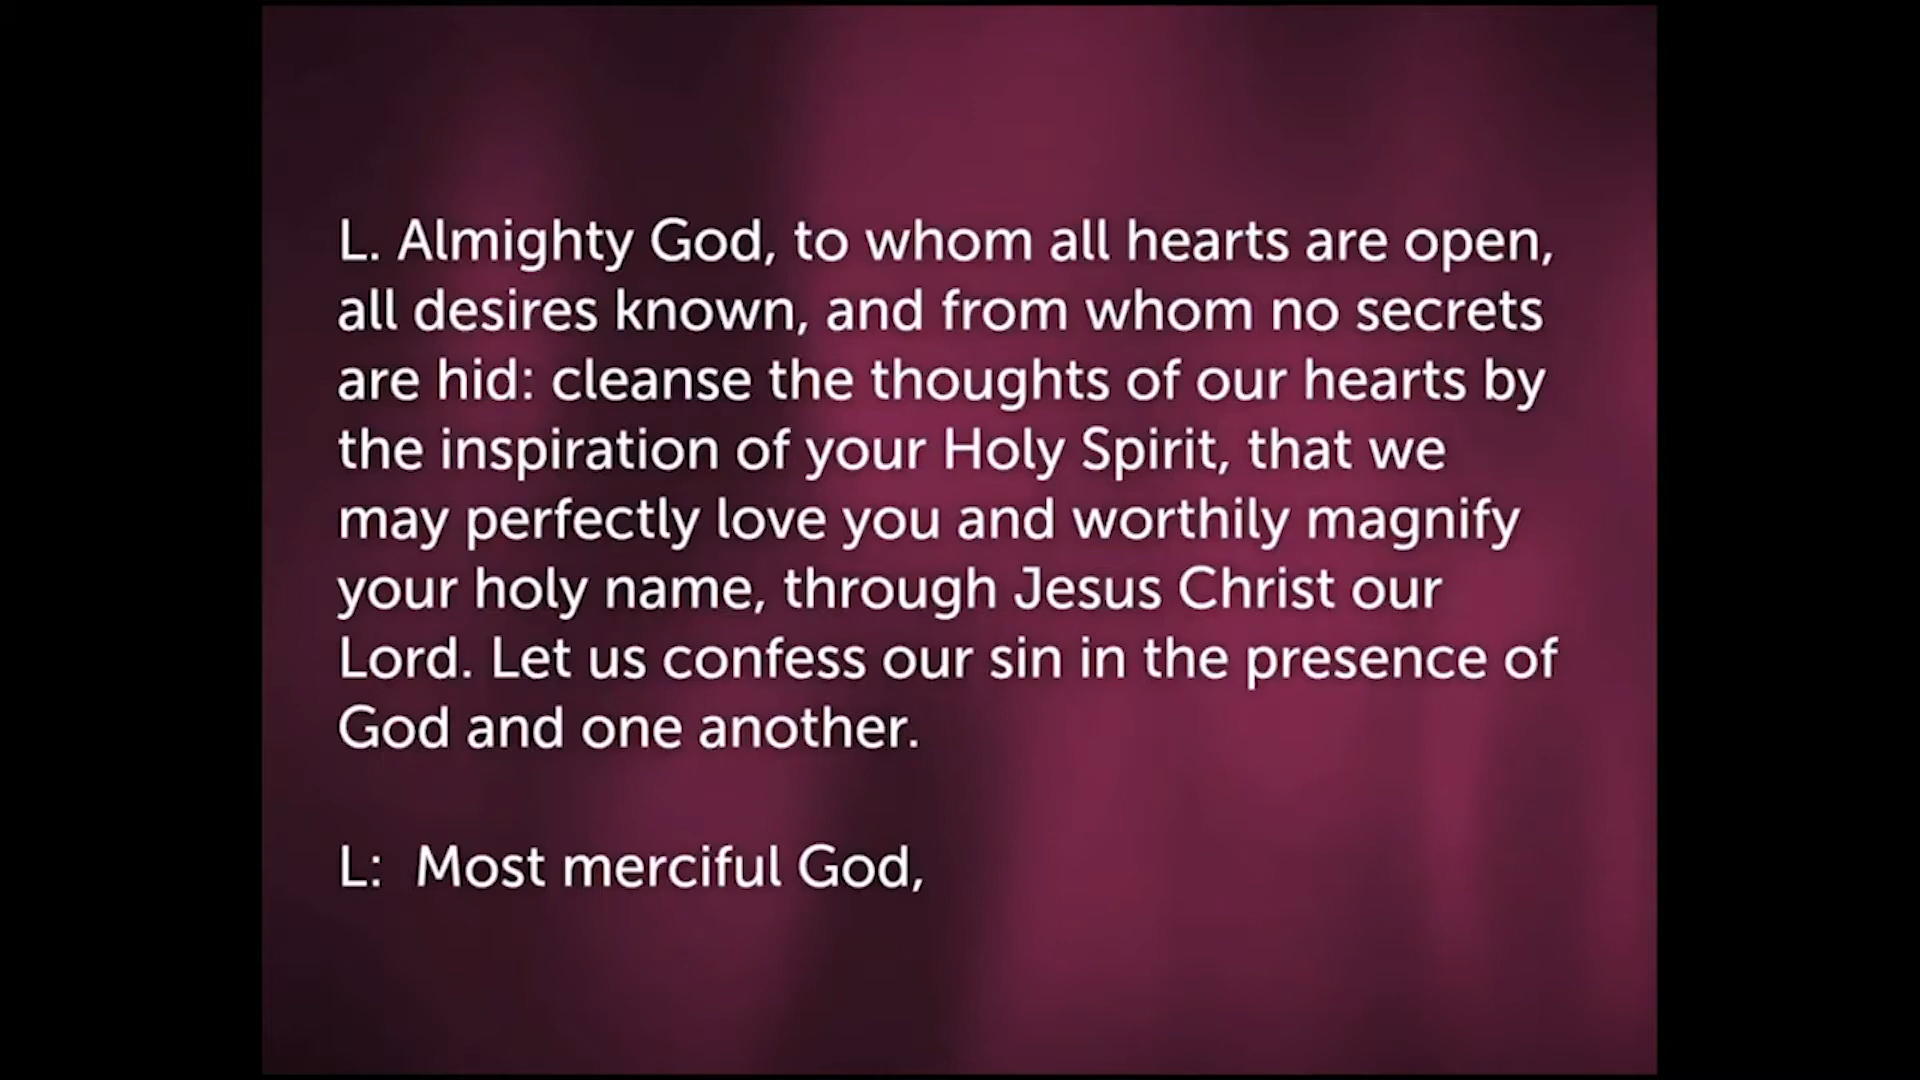 L. Almighty God, to whom all hearts are open,
all desires known, and from whom no secrets
are hid: cleanse the thoughts of our hearts by
the inspiration of your Holy Spirit, that we
may perfectly love you and worthily magnify
your holy name, through Jesus Christ our
Lord. Let us confess our sin in the presence of
God and one another.
L:  Most merciful God,